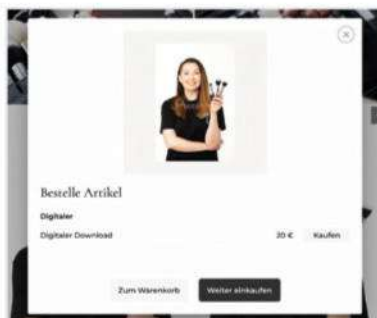 Bestelle Artikel
Digitaler
Digitaler Download 20 € Kaufen
Zum Warenkorb Weiter einkaufen